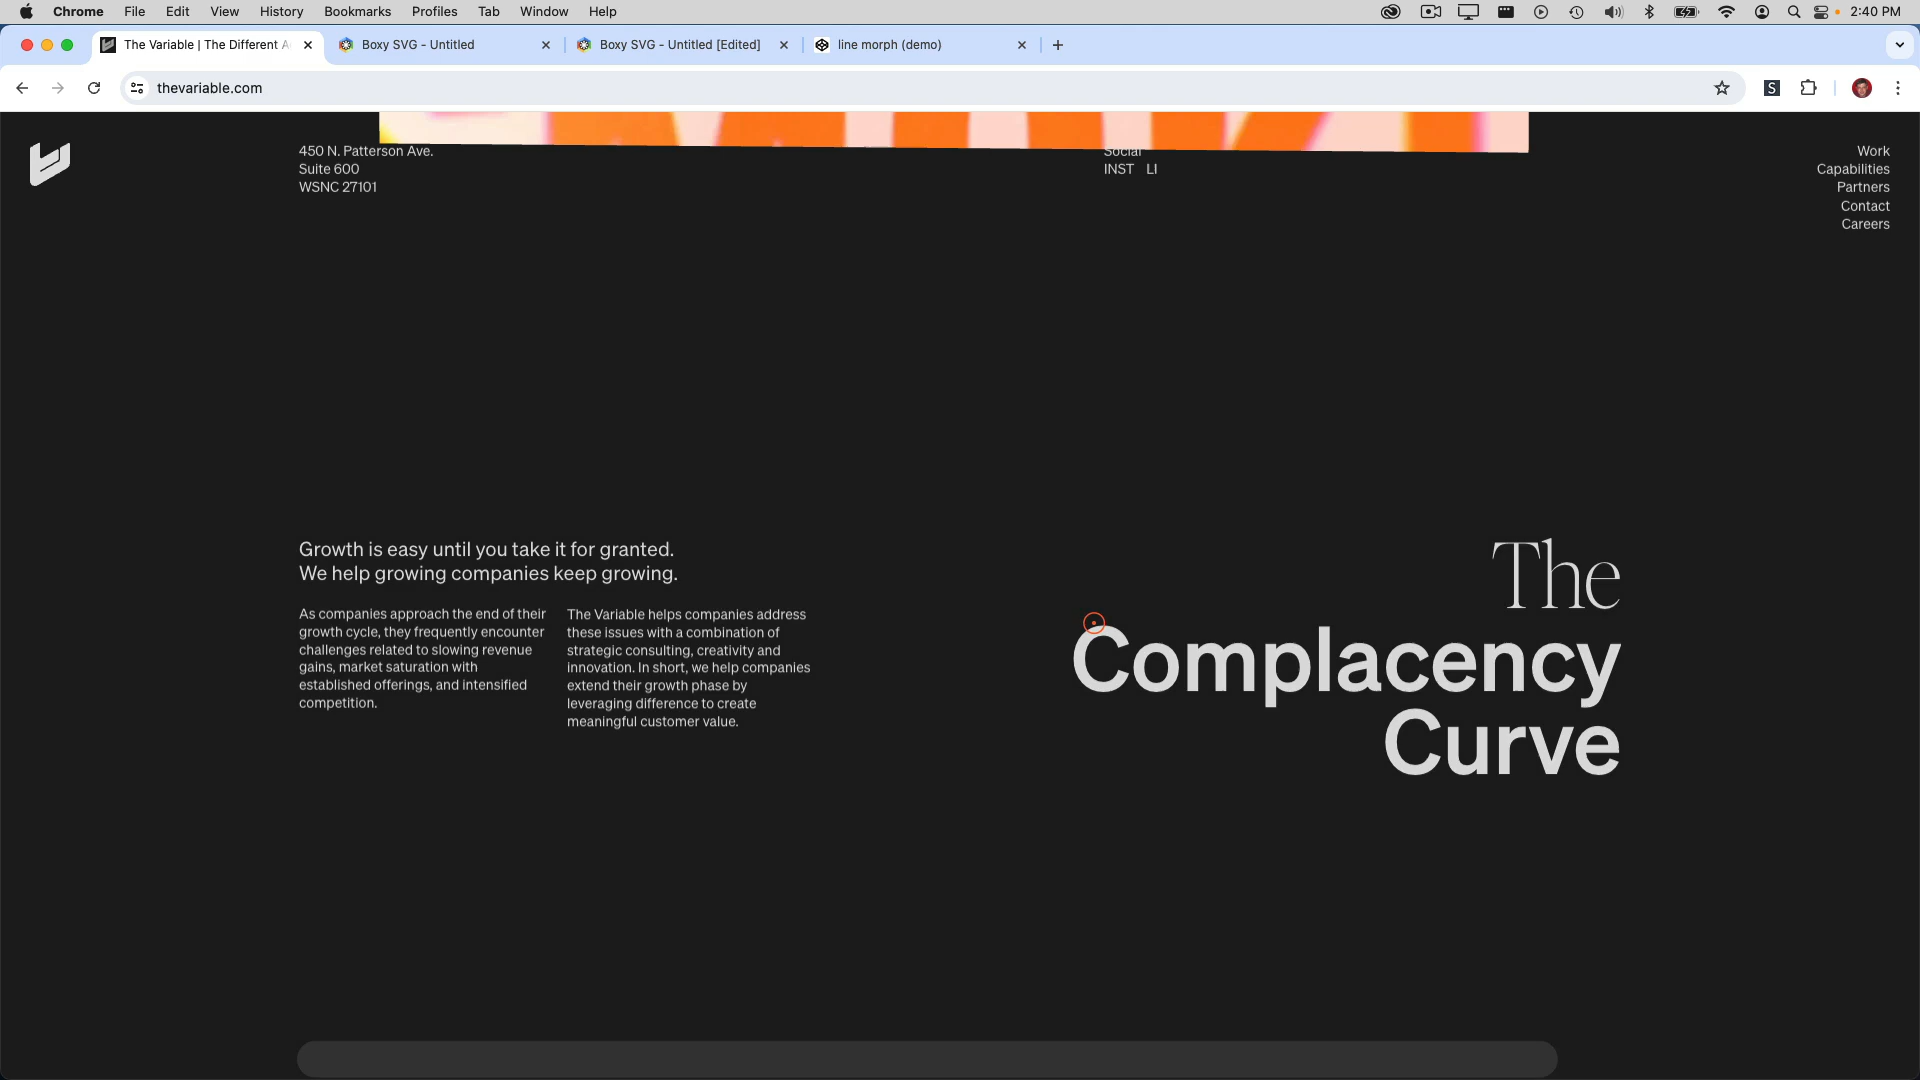 Chrome File Edit View History Bookmarks Profiles Tab Window Help 2:40 PM
The Variable | The Different A
Boxy SVG - Untitled
Boxy SVG - Untitled [Edited]
line morph (demo)
thevariable.com
450 N. Patterson Ave.
Suite 600
WSNC 27101
Social
INST LI
Work
Capabilities
Partners
Contact
Careers
Growth is easy until you take it for granted.
We help growing companies keep growing.
As companies approach the end of their
growth cycle, they frequently encounter
challenges related to slowing revenue
gains, market saturation with
established offerings, and intensified
competition.
The Variable helps companies address
these issues with a combination of
strategic consulting, creativity and
innovation. In short, we help companies
extend their growth phase by
leveraging difference to create
meaningful customer value.
The
Complacency
Curve